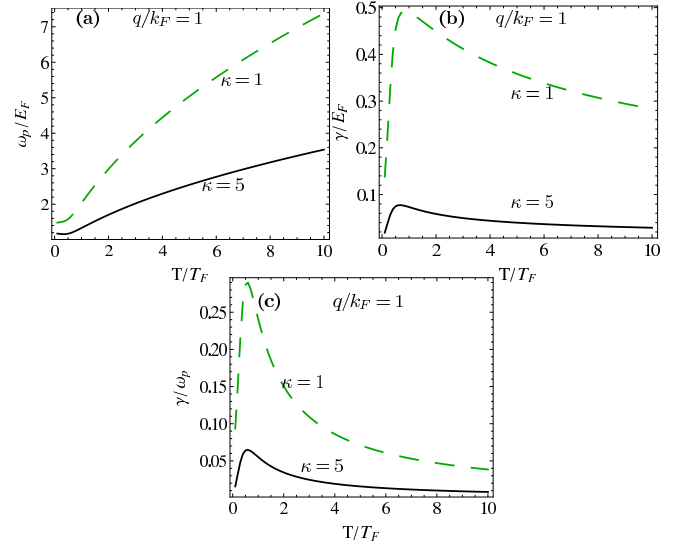 (a) q/k_F = 1
7
6
5
4
3
2
ω_p/E_F
κ = 1
κ = 5
0 2 4 6 8 10
T/T_F
(b) q/k_F = 1
0.5
0.4
0.3
0.2
0.1
γ/E_F
κ = 1
κ = 5
0 2 4 6 8 10
T/T_F
(c) q/k_F = 1
0.25
0.20
0.15
0.10
0.05
γ/ω_p
κ = 1
κ = 5
0 2 4 6 8 10
T/T_F